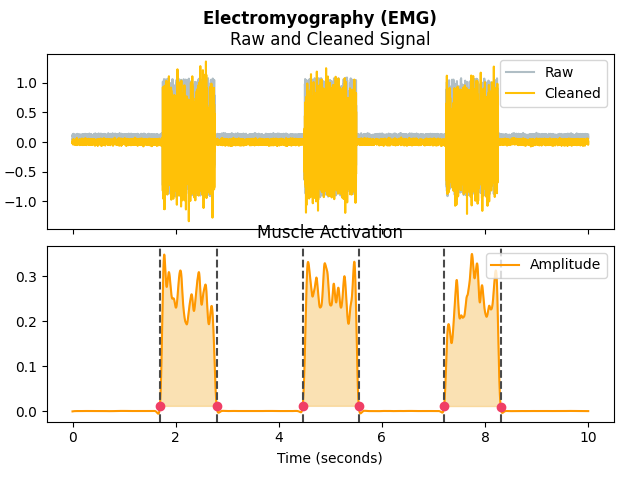 Electromyography (EMG)
Raw and Cleaned Signal
Raw
Cleaned
1.0
0.5
0.0
−0.5
−1.0
Muscle Activation
Amplitude
0.3
0.2
0.1
0.0
0 2 4 6 8 10
Time (seconds)